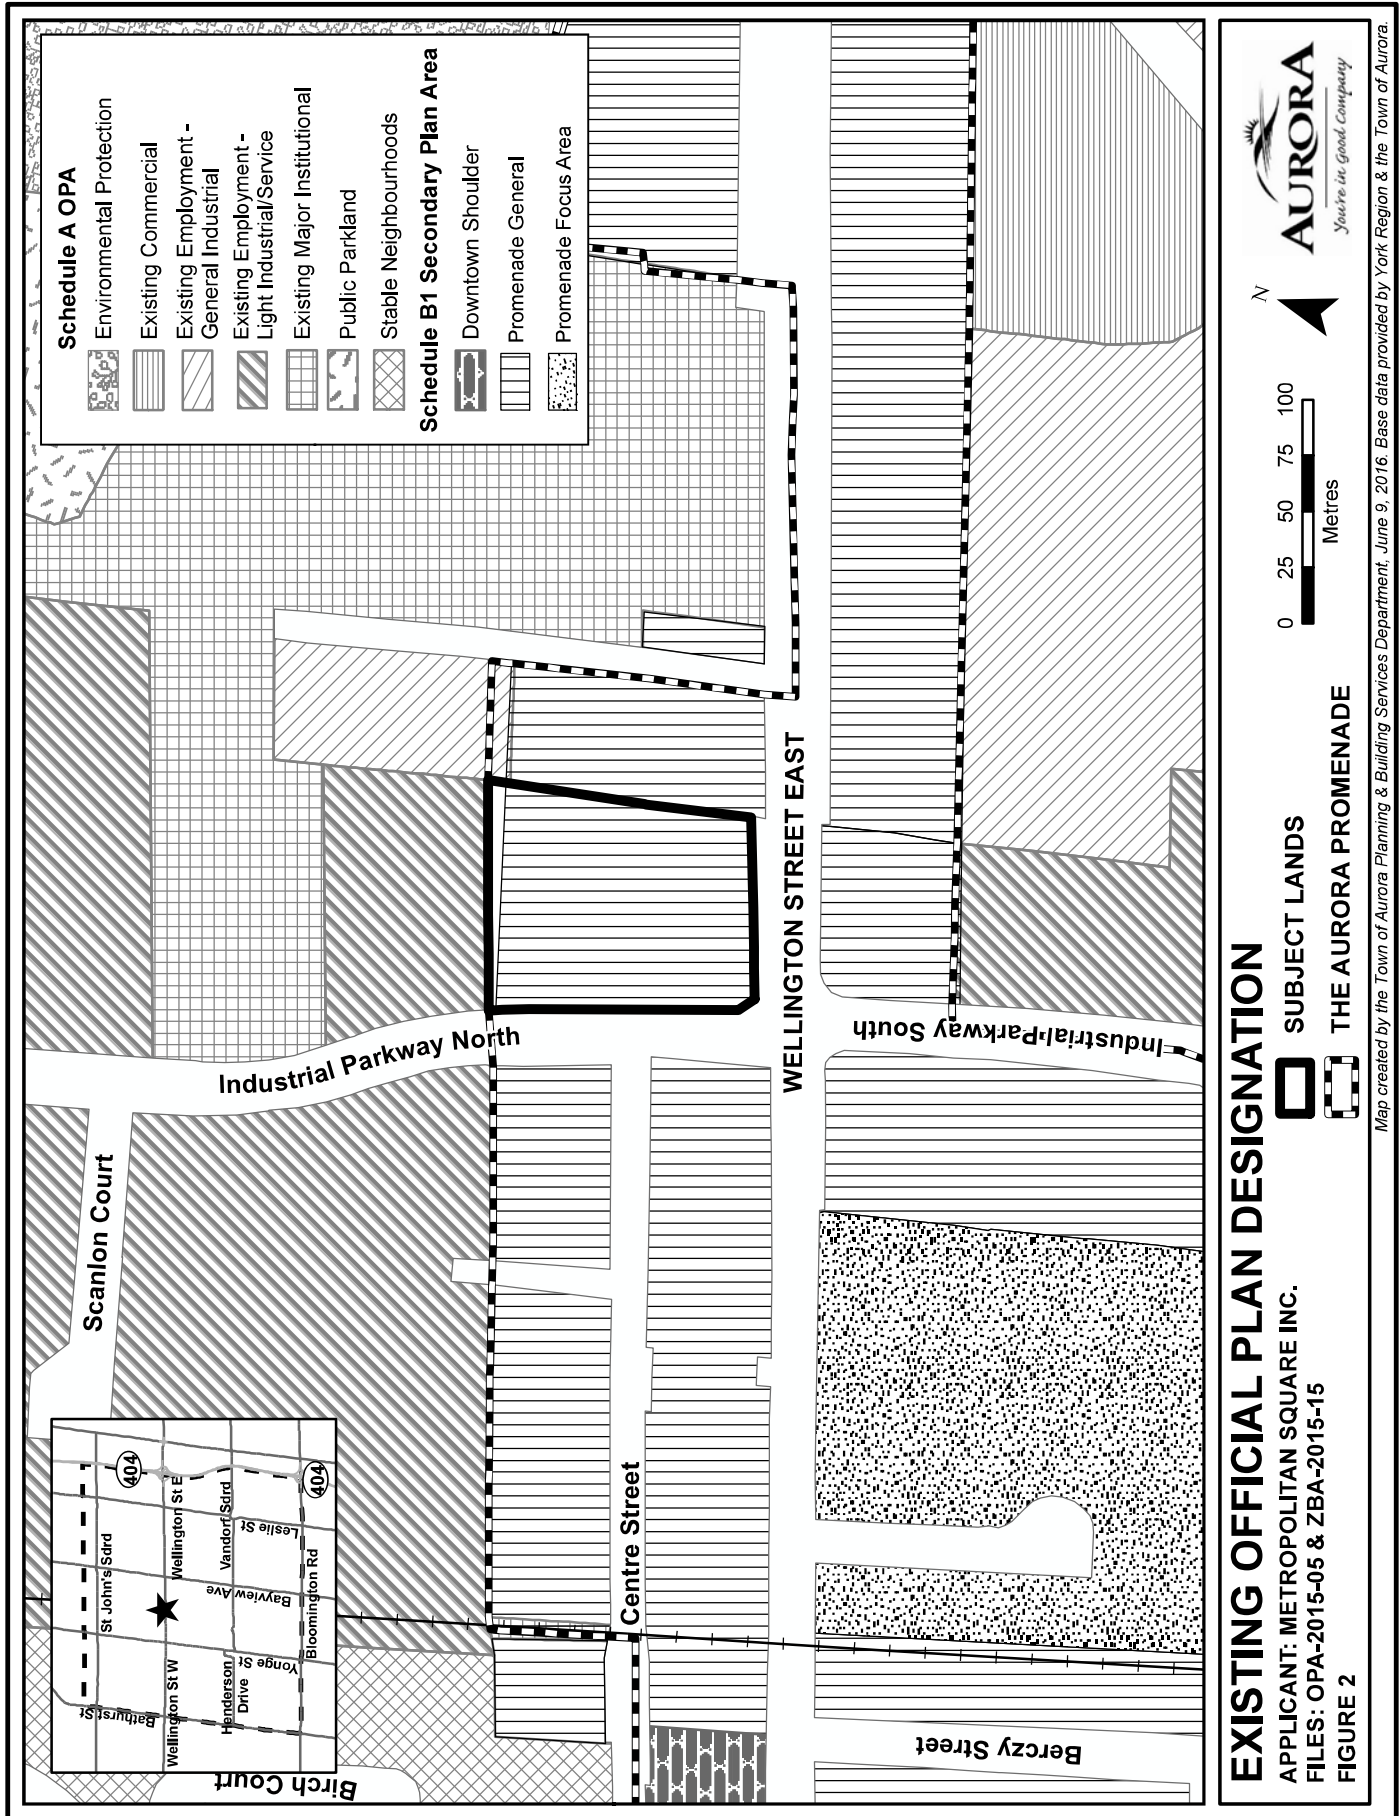 Schedule A OPA
Environmental Protection
Existing Commercial
Existing Employment -
General Industrial
Existing Employment -
Light Industrial/Service
Existing Major Institutional
Public Parkland
Stable Neighbourhoods
Schedule B1 Secondary Plan Area
Downtown Shoulder
Promenade General
Promenade Focus Area
Scanlon Court
Industrial Parkway North
Centre Street
WELLINGTON STREET EAST
Industrial Parkway South
Birch Court
Berczy Street
404
404
St John's Sdrd
Wellington St E
Wellington St W
Vandorf Sdrd
Henderson
Drive
Bloomington Rd
Leslie St
Bayview Ave
Yonge St
Bathurst St
Bathurst
EXISTING OFFICIAL PLAN DESIGNATION
APPLICANT: METROPOLITAN SQUARE INC.
FILES: OPA-2015-05 & ZBA-2015-15
FIGURE 2
SUBJECT LANDS
THE AURORA PROMENADE
0 25 50 75 100
Metres
N
AURORA
You're in Good Company
Map created by the Town of Aurora Planning & Building Services Department, June 9, 2016. Base data provided by York Region & the Town of Aurora.